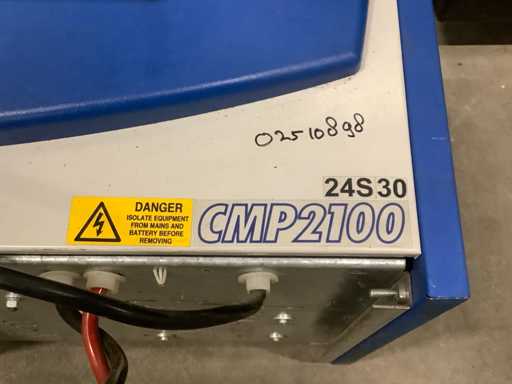 02510898
24S30
DANGER
ISOLATE EQUIPMENT
FROM MAINS AND
BATTERY BEFORE
REMOVING
CMP2100